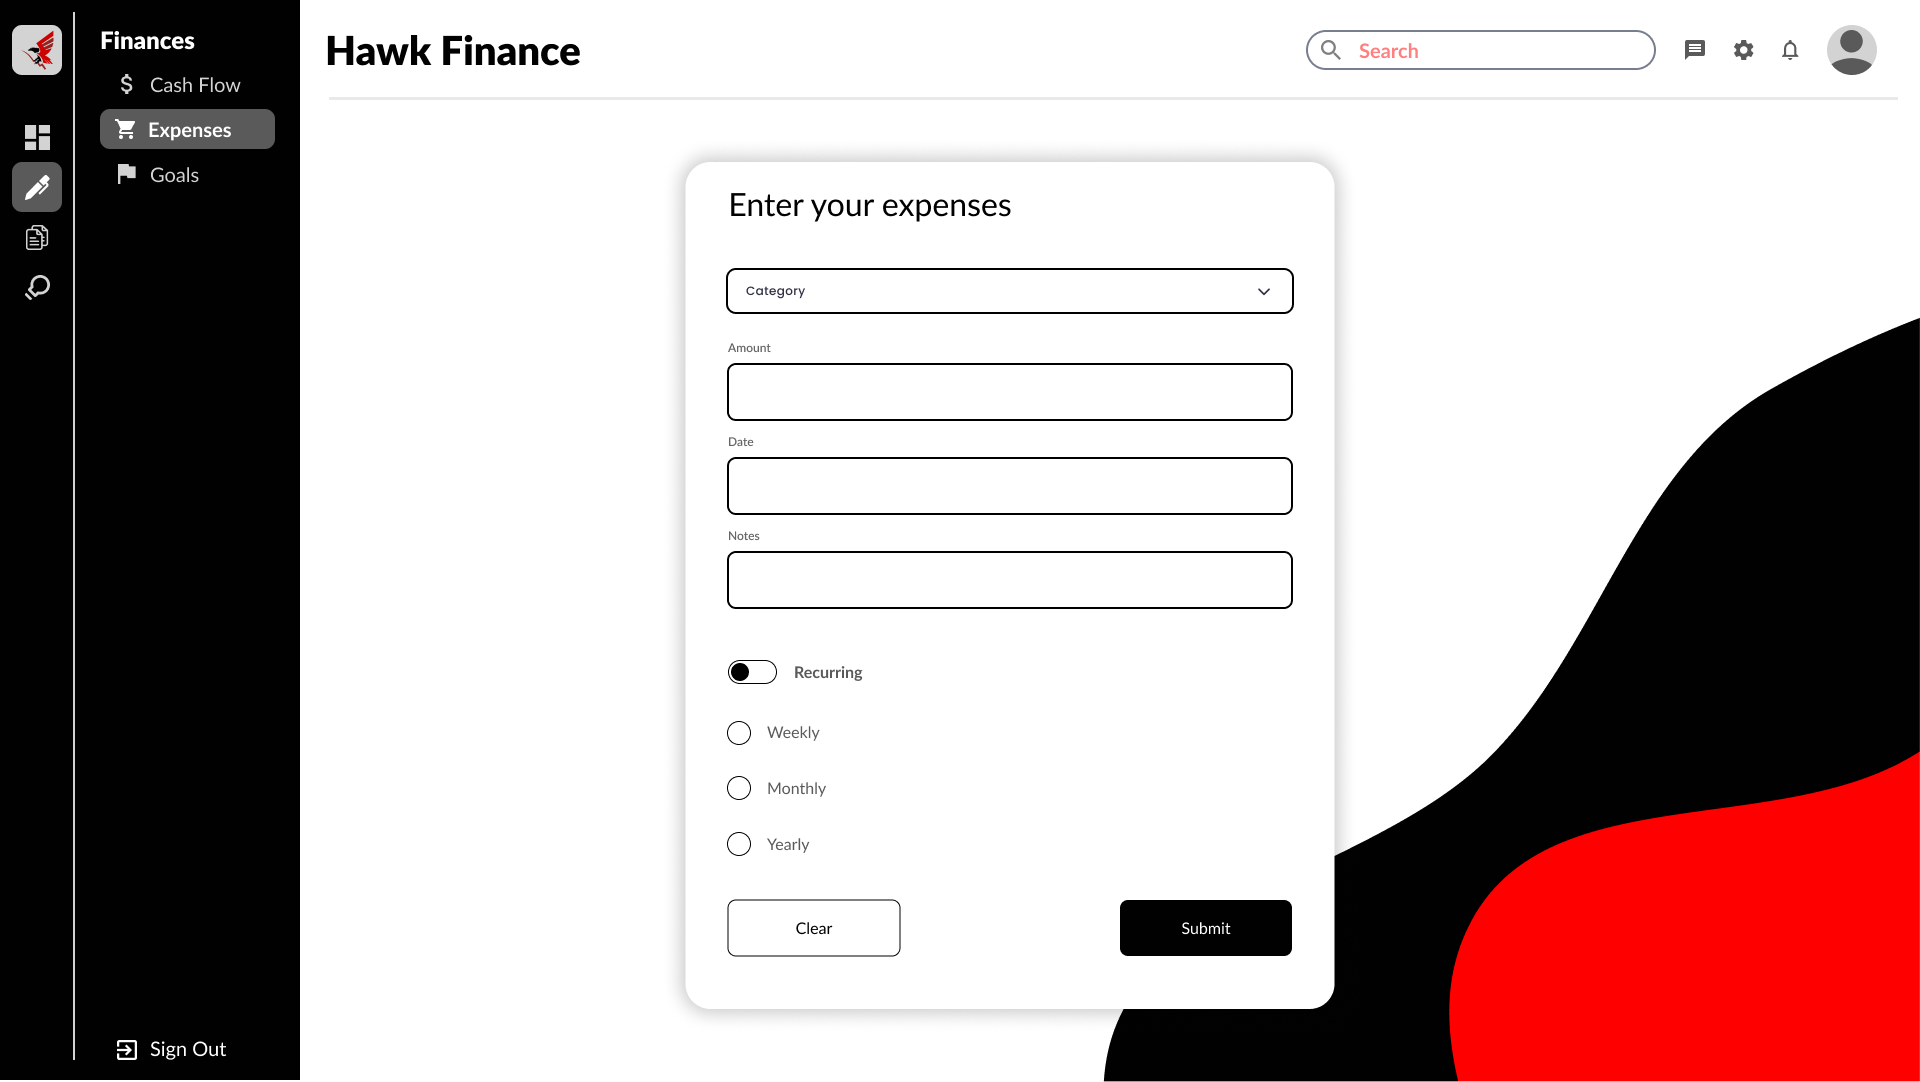 Finances
Cash Flow
Expenses
Goals
Sign Out
Hawk Finance
Search
Enter your expenses
Category
Amount
Date
Notes
Recurring
Weekly
Monthly
Yearly
Clear
Submit